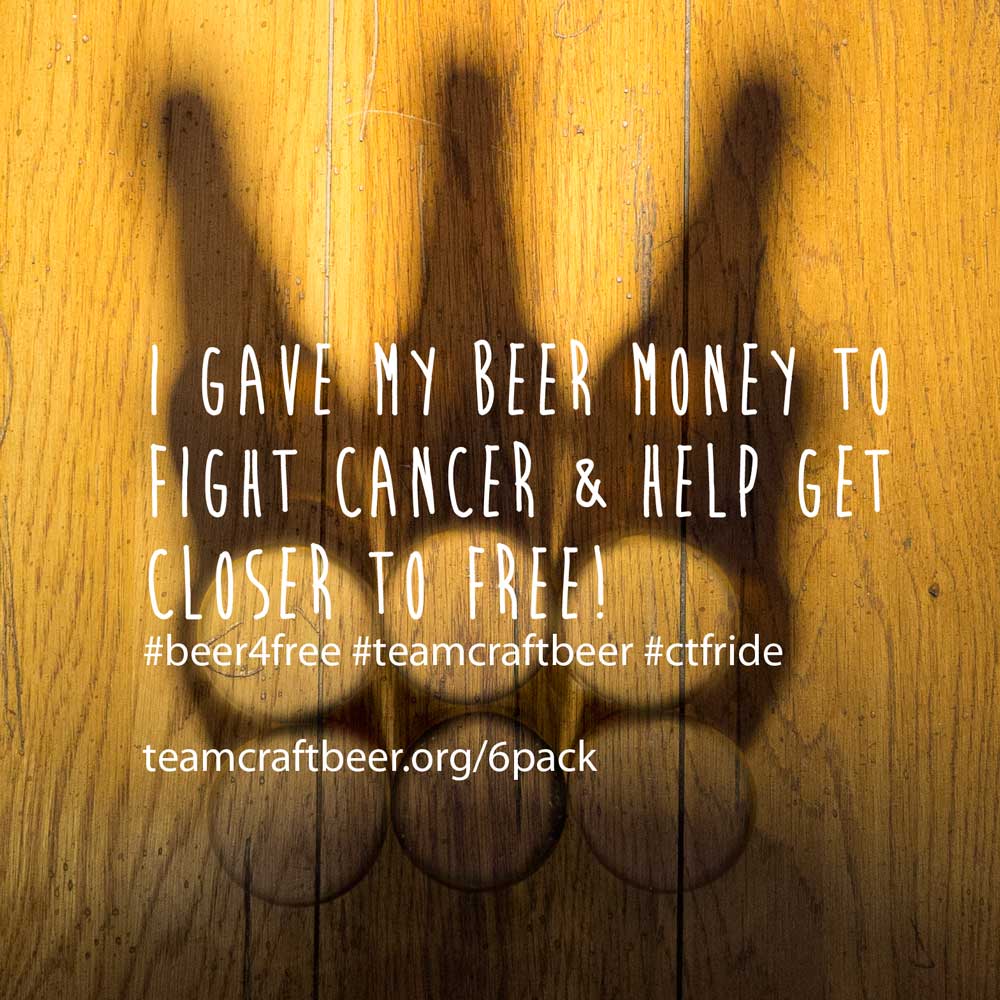 I GAVE MY BEER MONEY TO
FIGHT CANCER & HELP GET
CLOSER TO FREE!
#beer4free #teamcraftbeer #ctfride
teamcraftbeer.org/6pack